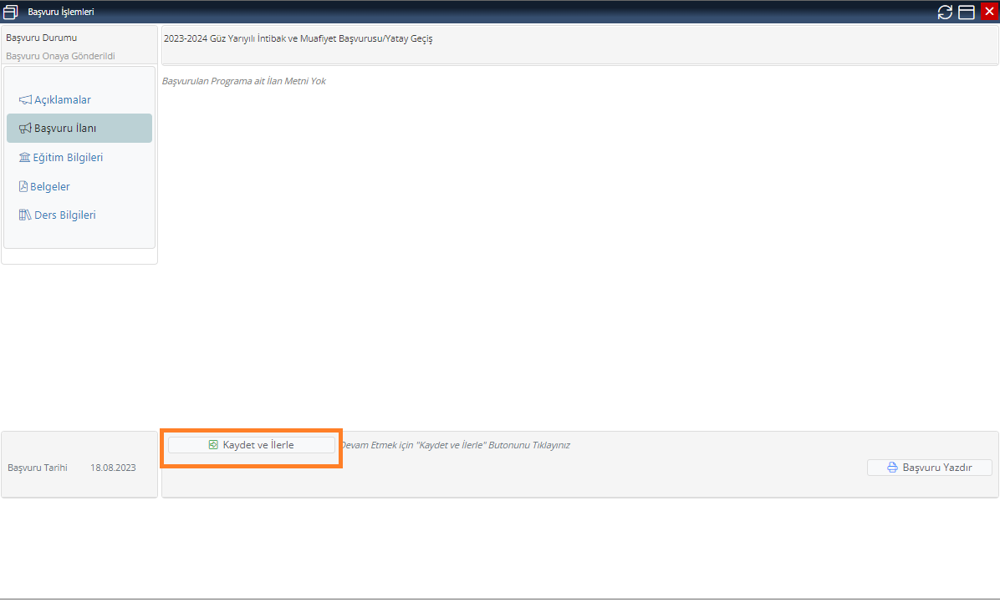 Başvuru İşlemleri
Başvuru Durumu
Başvuru Onaya Gönderildi
2023-2024 Güz Yarıyılı İntibak ve Muafiyet Başvurusu/Yatay Geçiş
Başvurulan Programa ait İlan Metni Yok
Açıklamalar
Başvuru İlanı
Eğitim Bilgileri
Belgeler
Ders Bilgileri
Kaydet ve İlerle
Devam Etmek için "Kaydet ve İlerle" Butonunu Tıklayınız
Başvuru Tarihi 18.08.2023
Başvuru Yazdır